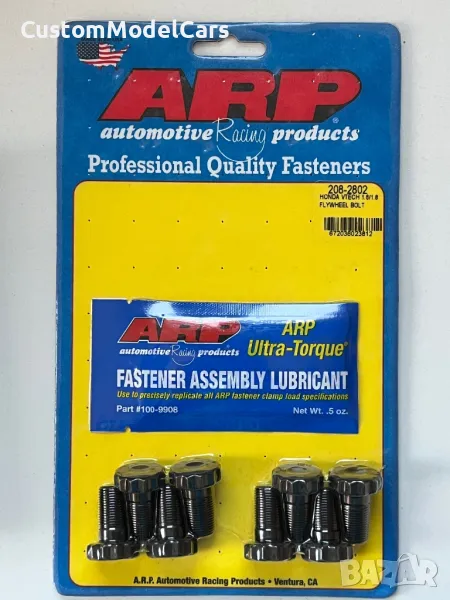 CustomModelCars
ARP
automotive Racing products
Professional Quality Fasteners
208-2802
HONDA VTECH 1.6/1.8
FLYWHEEL BOLT
672036023812
ARP
automotive Racing products
ARP
Ultra-Torque
FASTENER ASSEMBLY LUBRICANT
Use to precisely replicate all ARP fastener clamp load specifications
Part #100-9908
Net Wt. .5 oz.
A.R.P. Automotive Racing Products • Ventura, CA
BAZAR